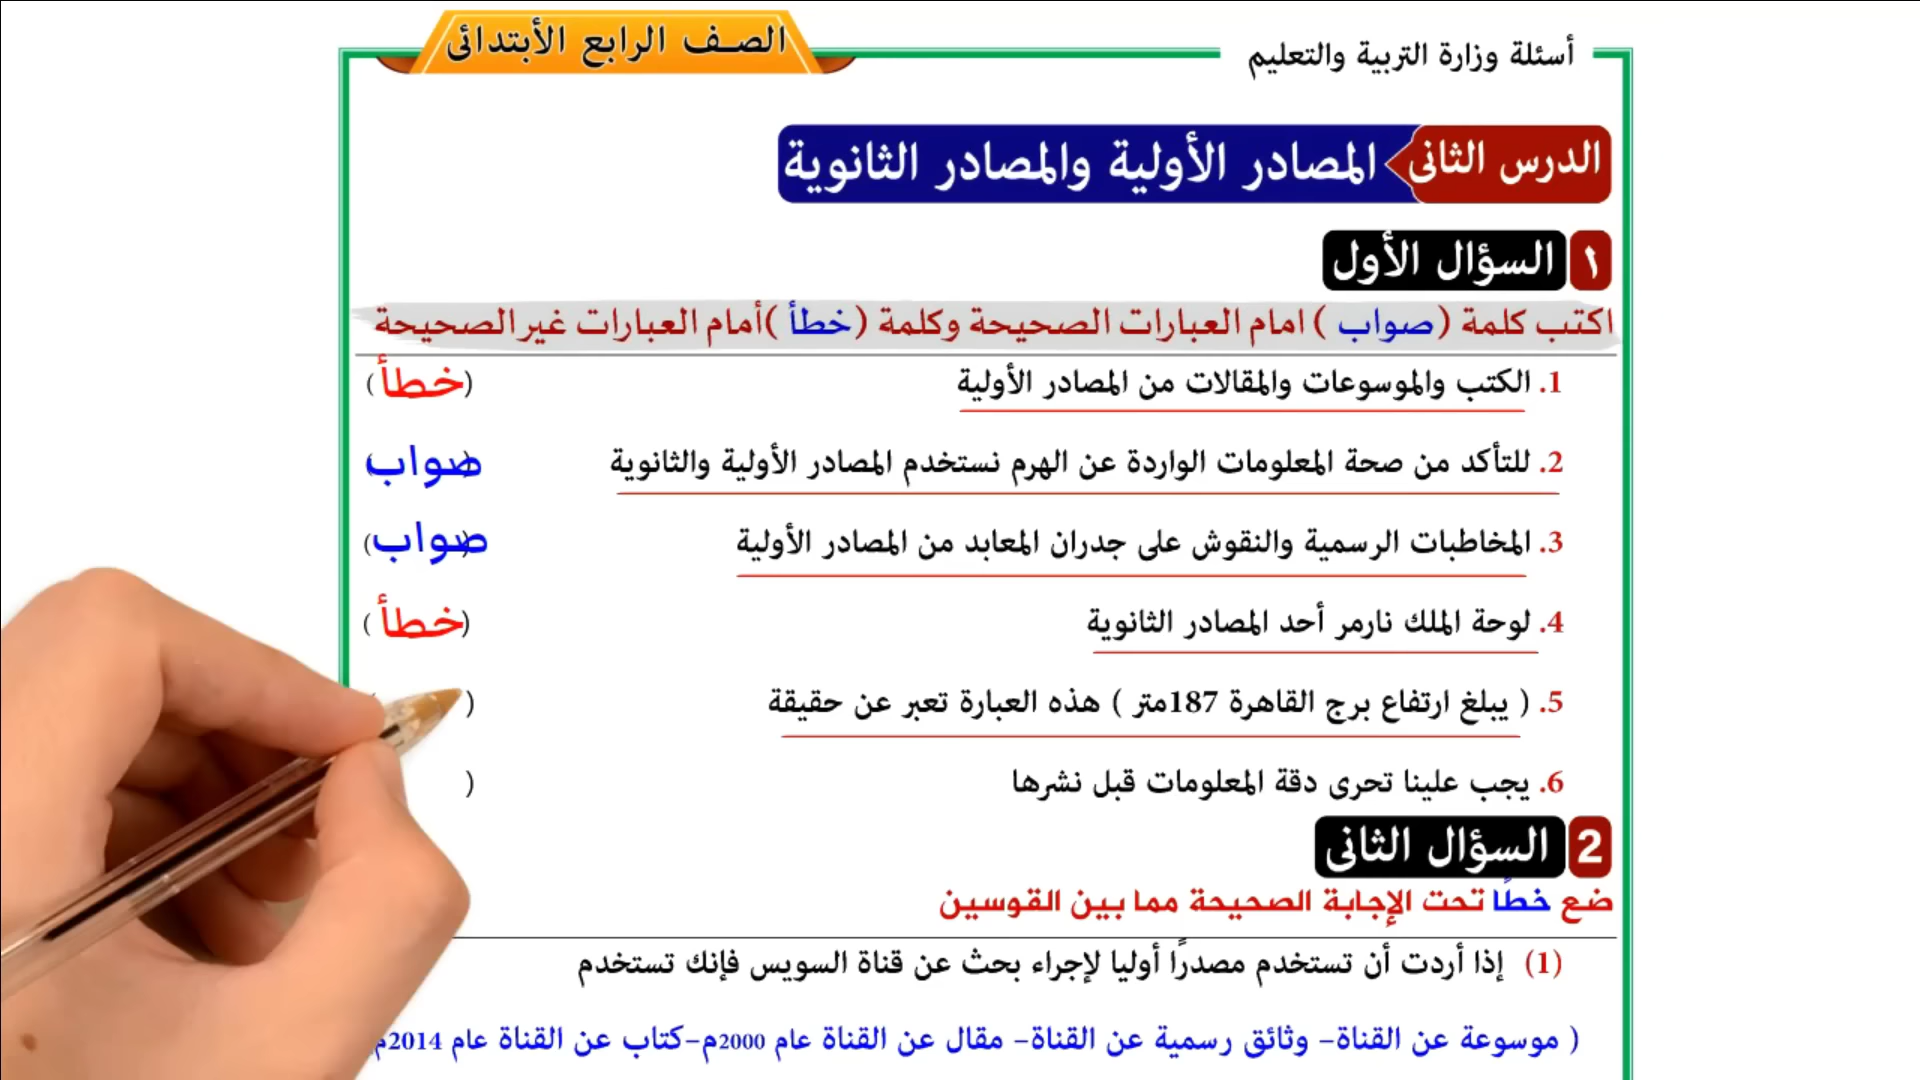 أسئلة وزارة التربية والتعليم
الصف الرابع الأبتدائى
الدرس الثانى المصادر الأولية والمصادر الثانوية
١ السؤال الأول
اكتب كلمة (صواب ) امام العبارات الصحيحة وكلمة (خطأ )أمام العبارات غير الصحيحة
1. الكتب والموسوعات والمقالات من المصادر الأولية (خطأ)
2. للتأكد من صحة المعلومات الواردة عن الهرم نستخدم المصادر الأولية والثانوية (صواب)
3. المخاطبات الرسمية والنقوش على جدران المعابد من المصادر الأولية (صواب)
4. لوحة الملك نارمر أحد المصادر الثانوية (خطأ )
5. ( يبلغ ارتفاع برج القاهرة 187متر ) هذه العبارة تعبر عن حقيقة (
6. يجب علينا تحرى دقة المعلومات قبل نشرها (
2 السؤال الثانى
ضع خطًا تحت الإجابة الصحيحة مما بين القوسين
(1) إذا أردت أن تستخدم مصدرًا أوليا لإجراء بحث عن قناة السويس فإنك تستخدم
( موسوعة عن القناة– وثائق رسمية عن القناة– مقال عن القناة عام 2000م–كتاب عن القناة عام 2014م